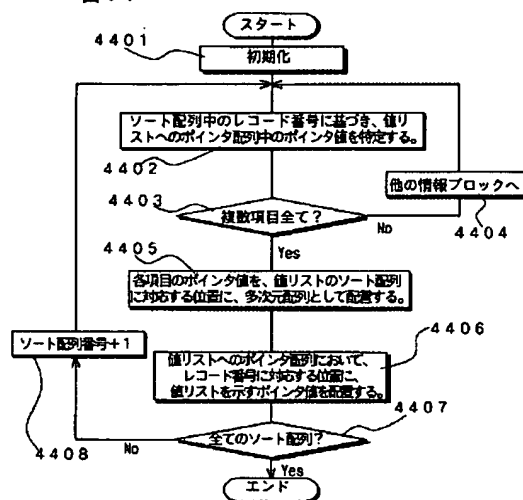 スタート
4401
初期化
ソート配列中のレコード番号に基づき、値リ
ストへのポインタ配列中のポインタ値を特定する。
4402
他の情報ブロックへ
4403
複数項目全て?
No
4404
Yes
4405
各項目のポインタ値を、値リストのソート配列
に対応する位置に、多次元配列として配置する。
4406
ソート配列番号+1
値リストへのポインタ配列において、
レコード番号に対応する位置に、
値リストを示すポインタ値を配置する。
4407
4408
No
全てのソート配列?
Yes
エンド